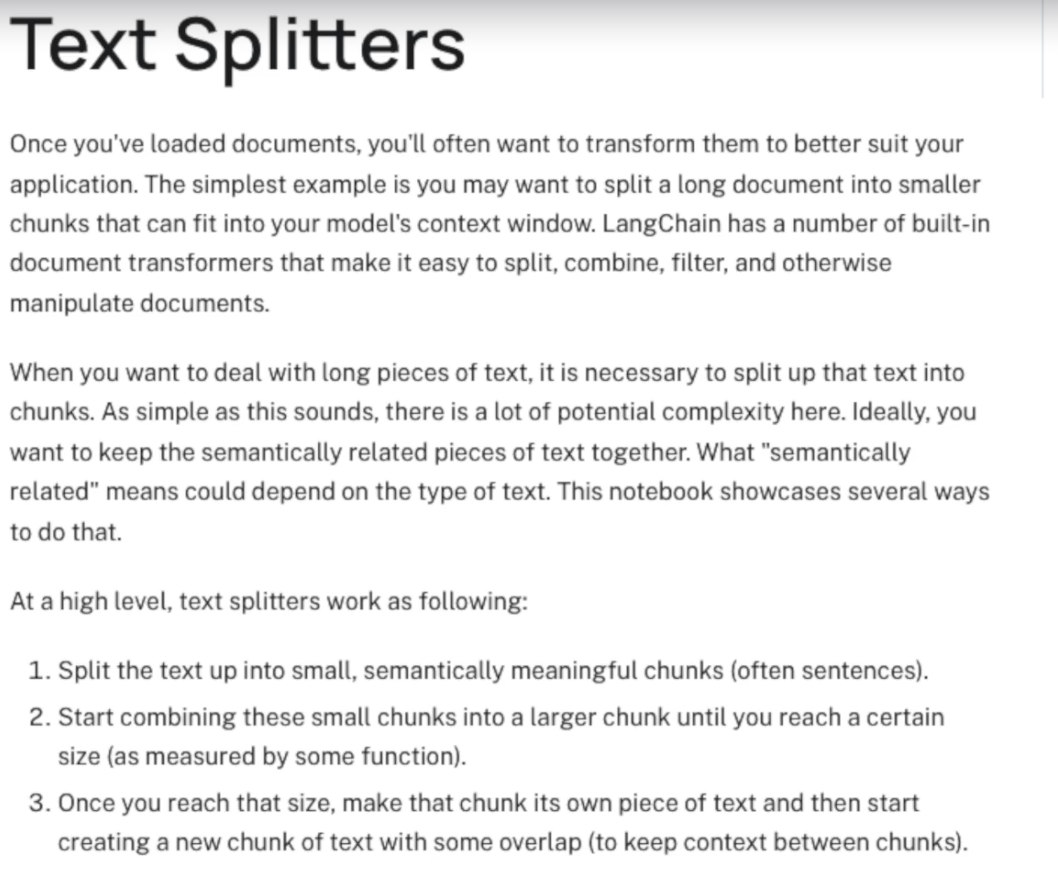 Text Splitters
Once you've loaded documents, you'll often want to transform them to better suit your
application. The simplest example is you may want to split a long document into smaller
chunks that can fit into your model's context window. LangChain has a number of built-in
document transformers that make it easy to split, combine, filter, and otherwise
manipulate documents.
When you want to deal with long pieces of text, it is necessary to split up that text into
chunks. As simple as this sounds, there is a lot of potential complexity here. Ideally, you
want to keep the semantically related pieces of text together. What "semantically
related" means could depend on the type of text. This notebook showcases several ways
to do that.
At a high level, text splitters work as following:
1. Split the text up into small, semantically meaningful chunks (often sentences).
2. Start combining these small chunks into a larger chunk until you reach a certain
size (as measured by some function).
3. Once you reach that size, make that chunk its own piece of text and then start
creating a new chunk of text with some overlap (to keep context between chunks).